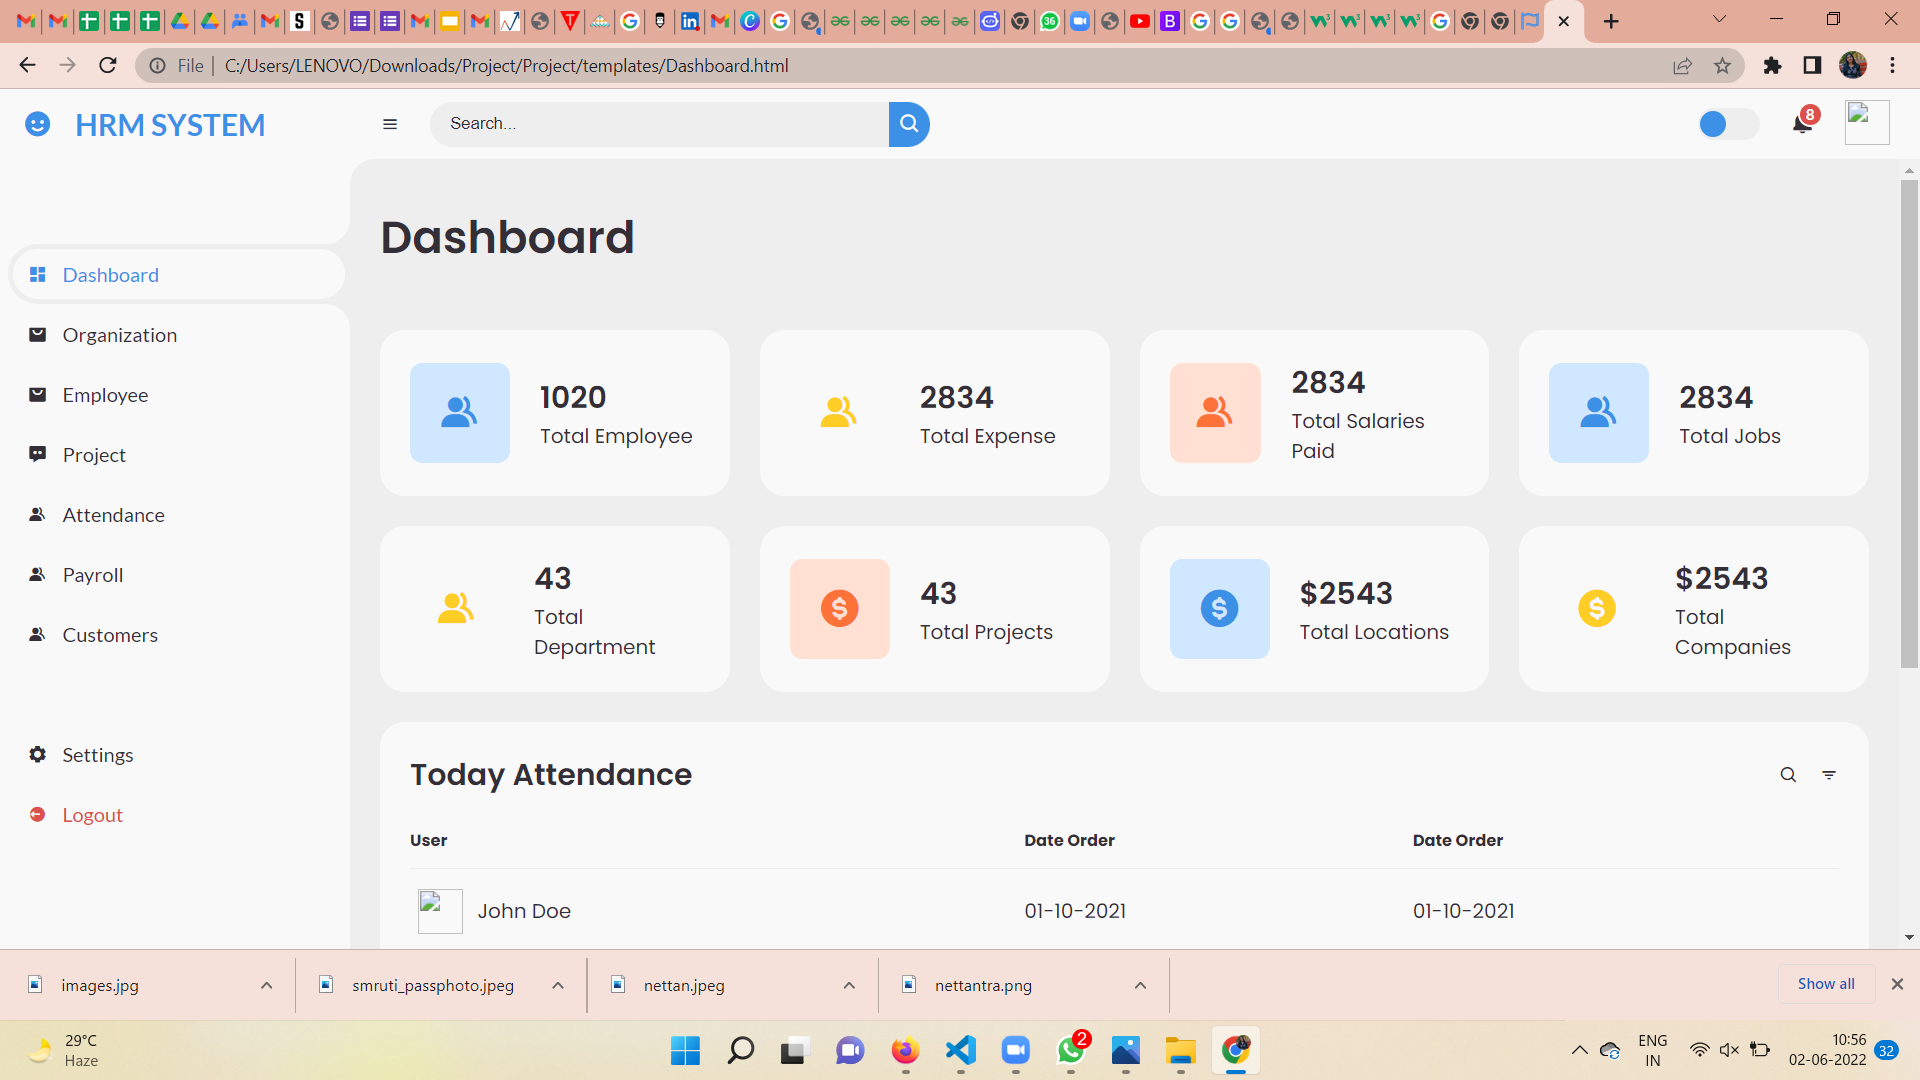 File
C:/Users/LENOVO/Downloads/Project/Project/templates/Dashboard.html
HRM SYSTEM
Search...
8
Dashboard
Organization
Employee
Project
Attendance
Payroll
Customers
Settings
Logout
Dashboard
1020
Total Employee
2834
Total Expense
2834
Total Salaries
Paid
2834
Total Jobs
43
Total
Department
43
Total Projects
$2543
Total Locations
$2543
Total
Companies
Today Attendance
User Date Order Date Order
John Doe 01-10-2021 01-10-2021
images.jpg
smruti_passphoto.jpeg
nettan.jpeg
nettantra.png
Show all
29°C
Haze
2
ENG
IN
10:56
02-06-2022
32